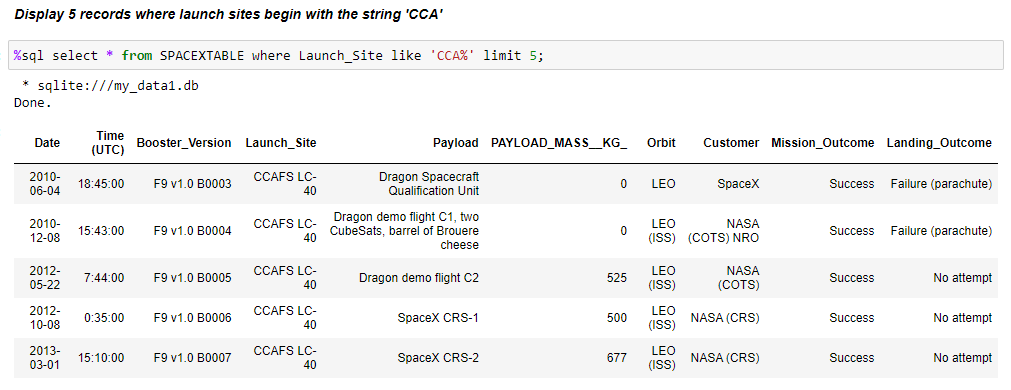 Display 5 records where launch sites begin with the string 'CCA'
%sql select * from SPACEXTABLE where Launch_Site like 'CCA%' limit 5;
* sqlite:///my_data1.db
Done.
Date Time (UTC) Booster_Version Launch_Site Payload PAYLOAD_MASS__KG_ Orbit Customer Mission_Outcome Landing_Outcome
2010-06-04 18:45:00 F9 v1.0 B0003 CCAFS LC-40 Dragon Spacecraft Qualification Unit 0 LEO SpaceX Success Failure (parachute)
2010-12-08 15:43:00 F9 v1.0 B0004 CCAFS LC-40 Dragon demo flight C1, two CubeSats, barrel of Brouere cheese 0 LEO (ISS) NASA (COTS) NRO Success Failure (parachute)
2012-05-22 7:44:00 F9 v1.0 B0005 CCAFS LC-40 Dragon demo flight C2 525 LEO (ISS) NASA (COTS) Success No attempt
2012-10-08 0:35:00 F9 v1.0 B0006 CCAFS LC-40 SpaceX CRS-1 500 LEO (ISS) NASA (CRS) Success No attempt
2013-03-01 15:10:00 F9 v1.0 B0007 CCAFS LC-40 SpaceX CRS-2 677 LEO (ISS) NASA (CRS) Success No attempt